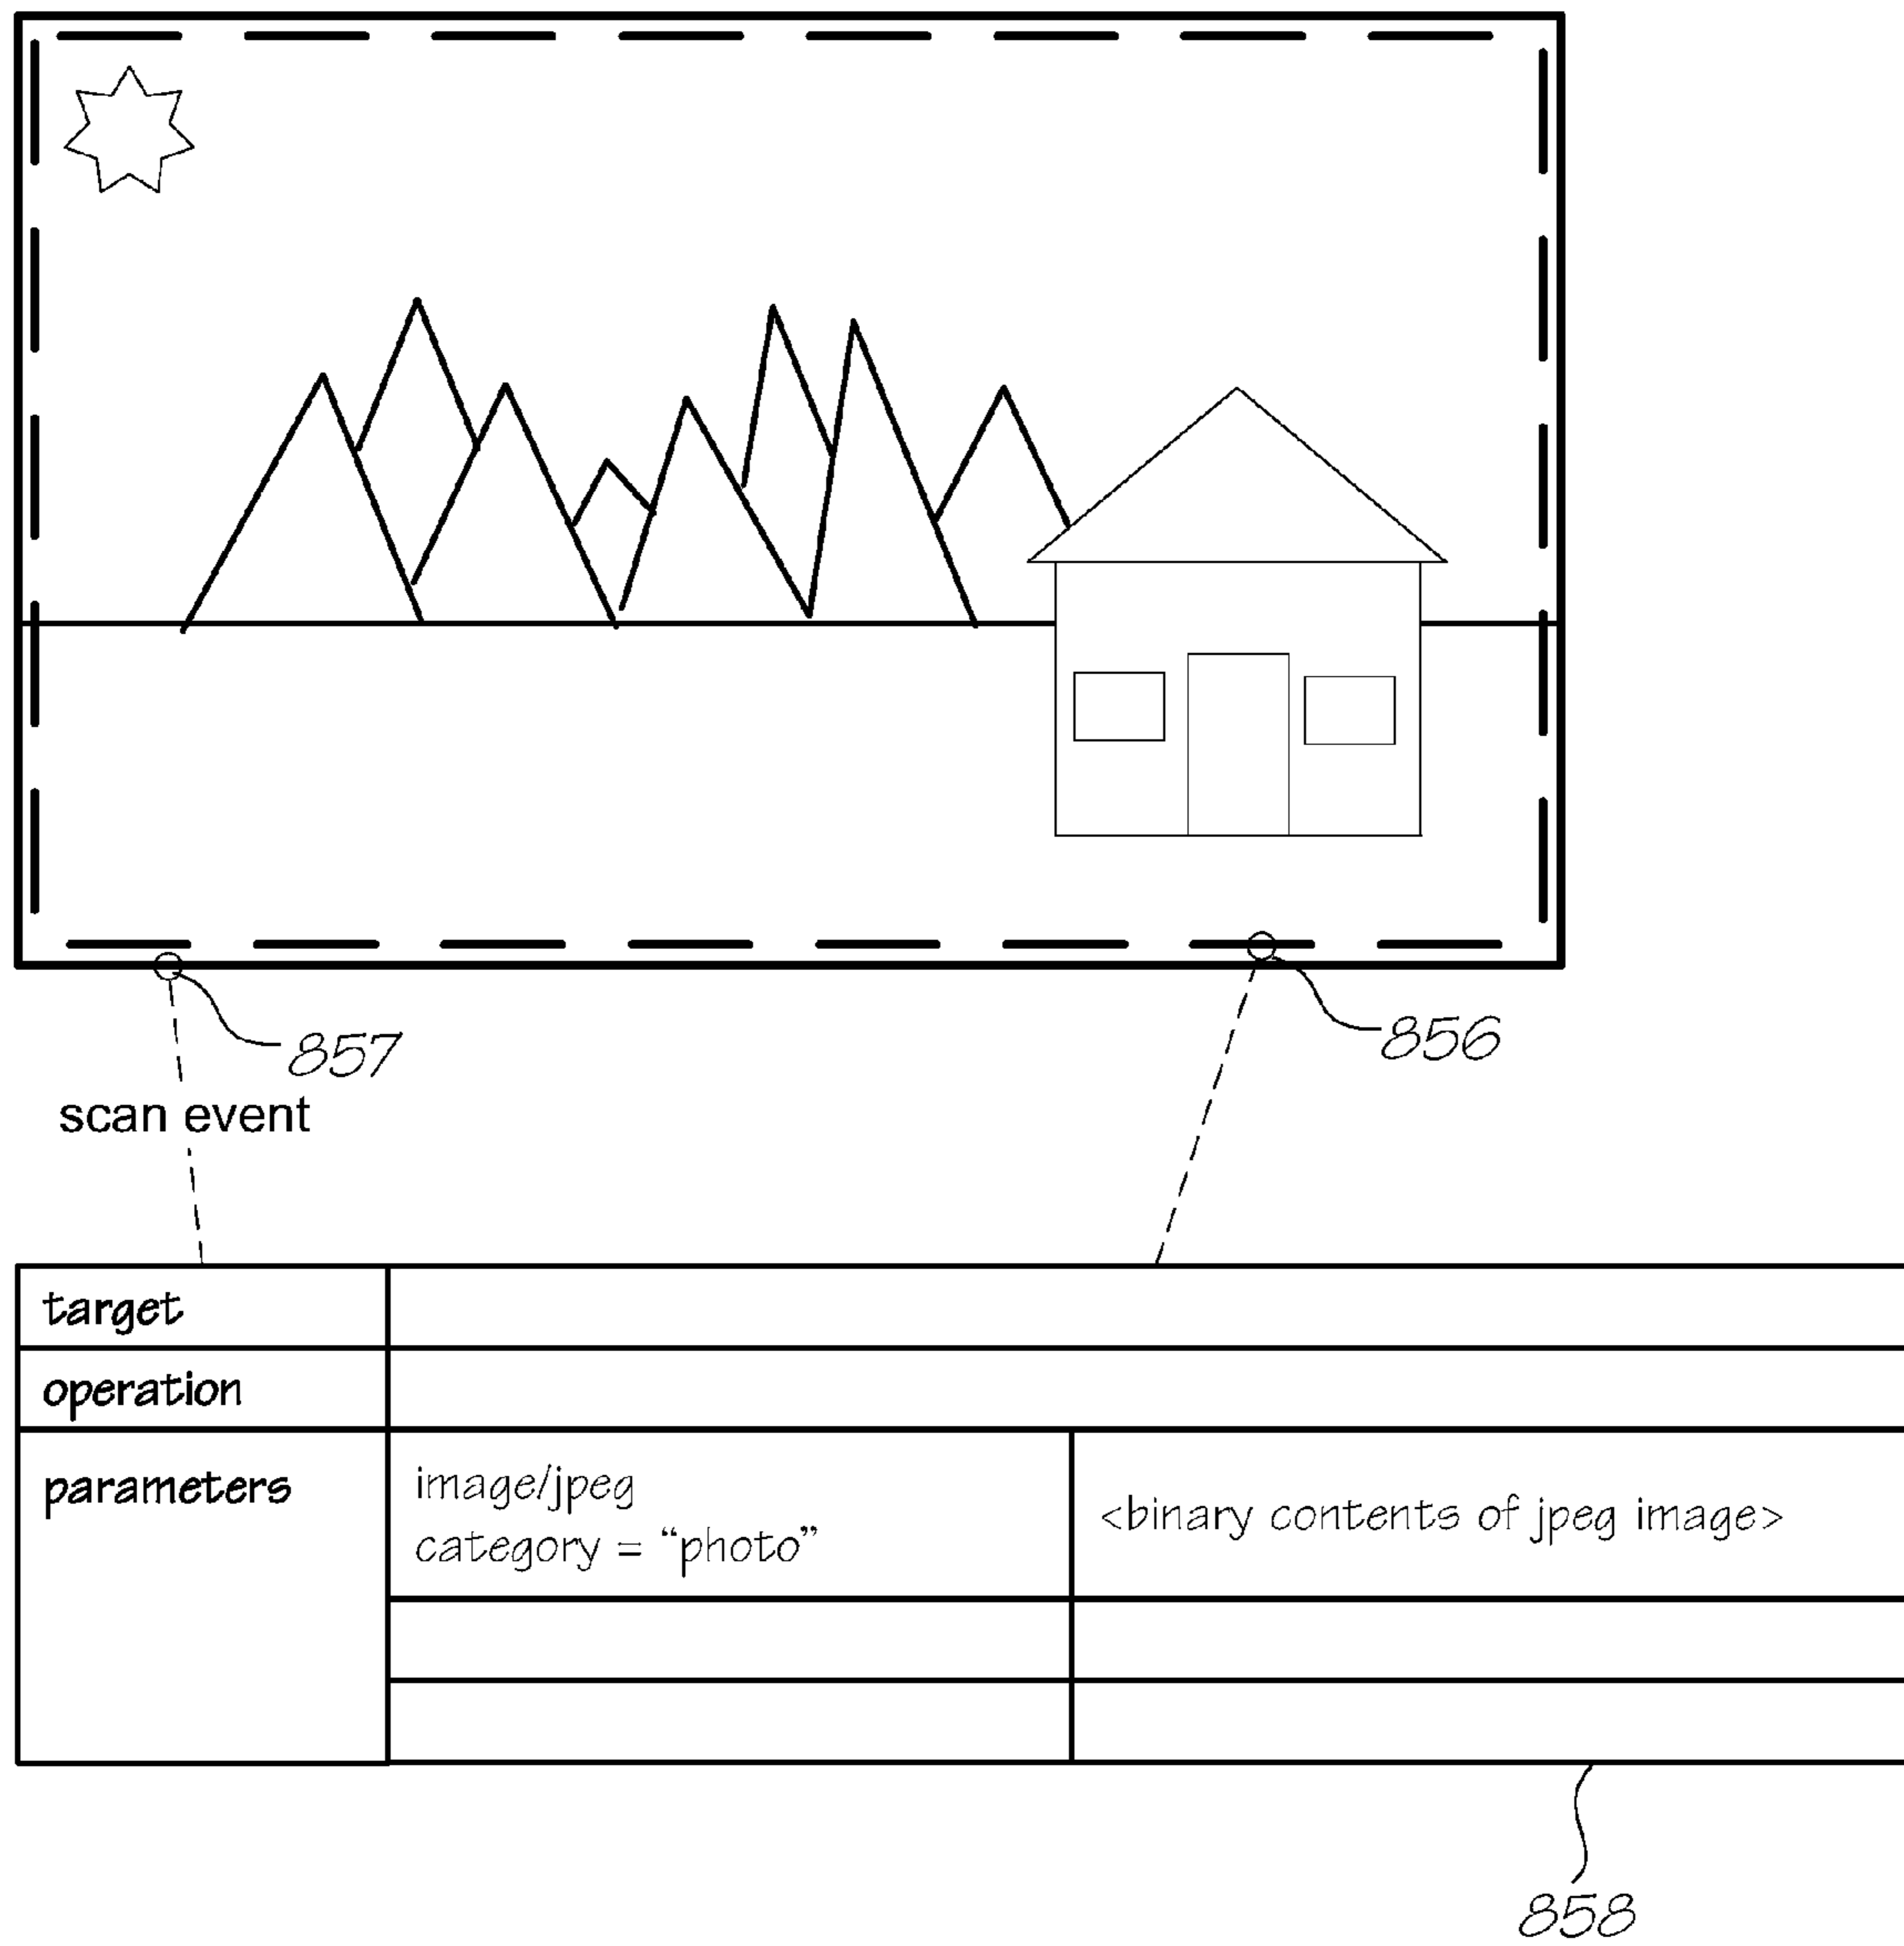 857
856
scan event
target
operation
parameters
image/jpeg
category = “photo”
<binary contents of jpeg image>
858